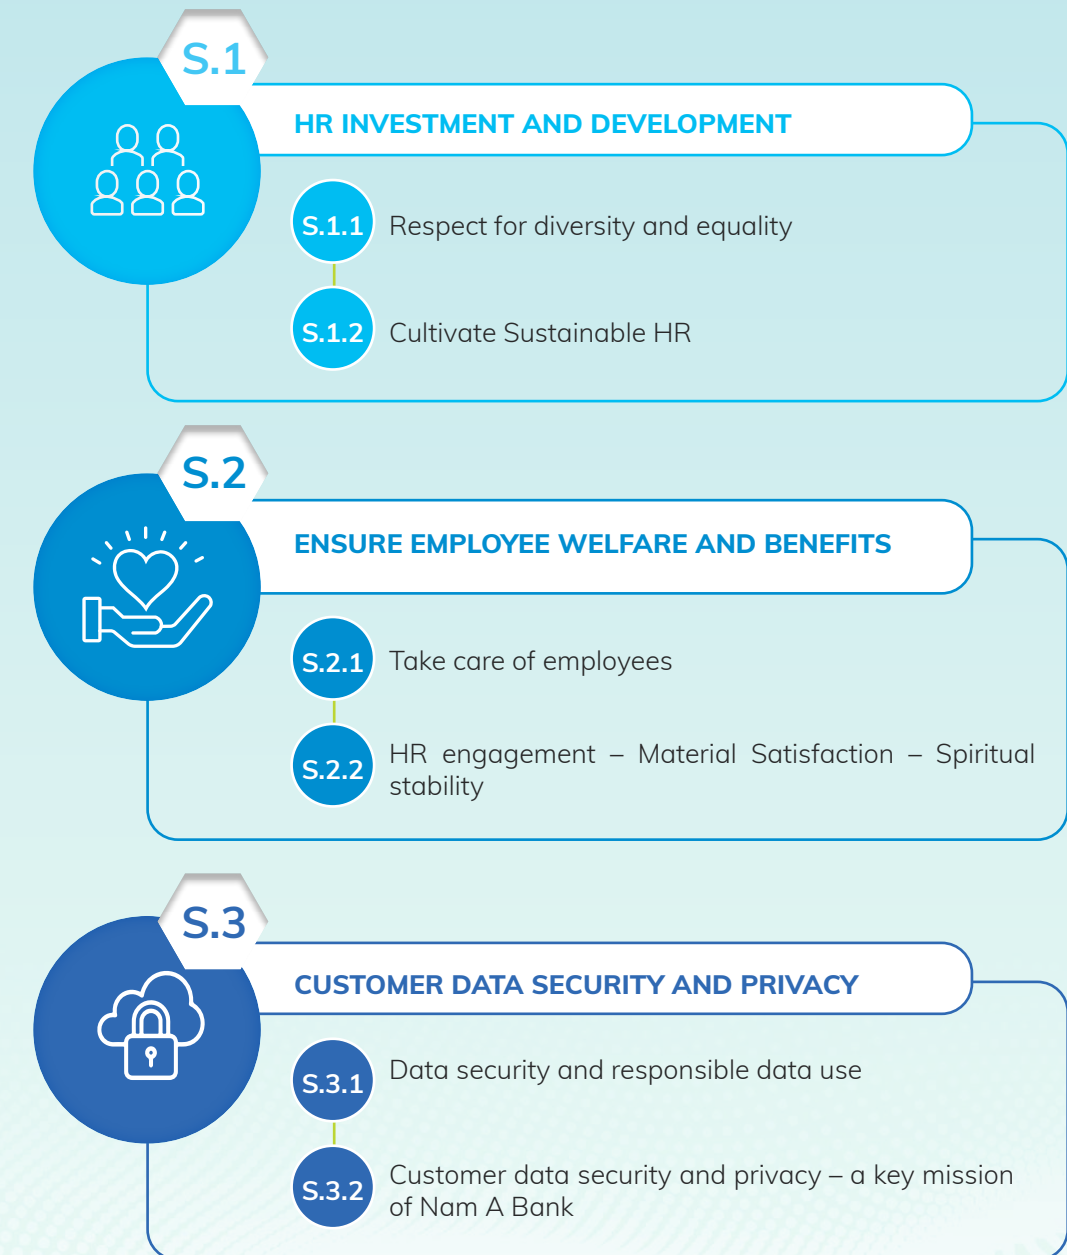 S.1
HR INVESTMENT AND DEVELOPMENT
S.1.1 Respect for diversity and equality
S.1.2 Cultivate Sustainable HR
S.2
ENSURE EMPLOYEE WELFARE AND BENEFITS
S.2.1 Take care of employees
S.2.2 HR engagement – Material Satisfaction – Spiritual
stability
S.3
CUSTOMER DATA SECURITY AND PRIVACY
S.3.1 Data security and responsible data use
S.3.2 Customer data security and privacy – a key mission
of Nam A Bank